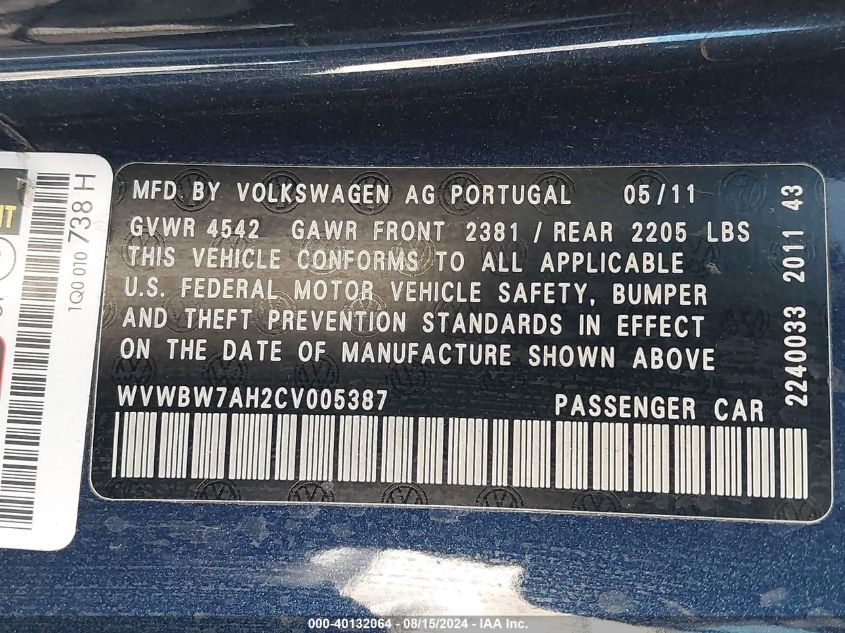 MFD BY VOLKSWAGEN AG PORTUGAL 05/11
GVWR 4542 GAWR FRONT 2381 / REAR 2205 LBS
THIS VEHICLE CONFORMS TO ALL APPLICABLE
U.S. FEDERAL MOTOR VEHICLE SAFETY, BUMPER
AND THEFT PREVENTION STANDARDS IN EFFECT
ON THE DATE OF MANUFACTURE SHOWN ABOVE
WVWBW7AH2CV005387 PASSENGER CAR
2240033 2011 43
1Q0 010 738 H
000-40132064 - 08/15/2024 - IAA Inc.